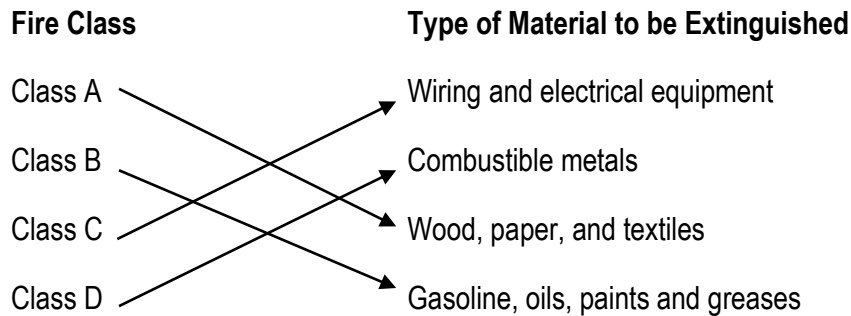 Fire Class Type of Material to be Extinguished
Class A Wiring and electrical equipment
Class B Combustible metals
Class C Wood, paper, and textiles
Class D Gasoline, oils, paints and greases